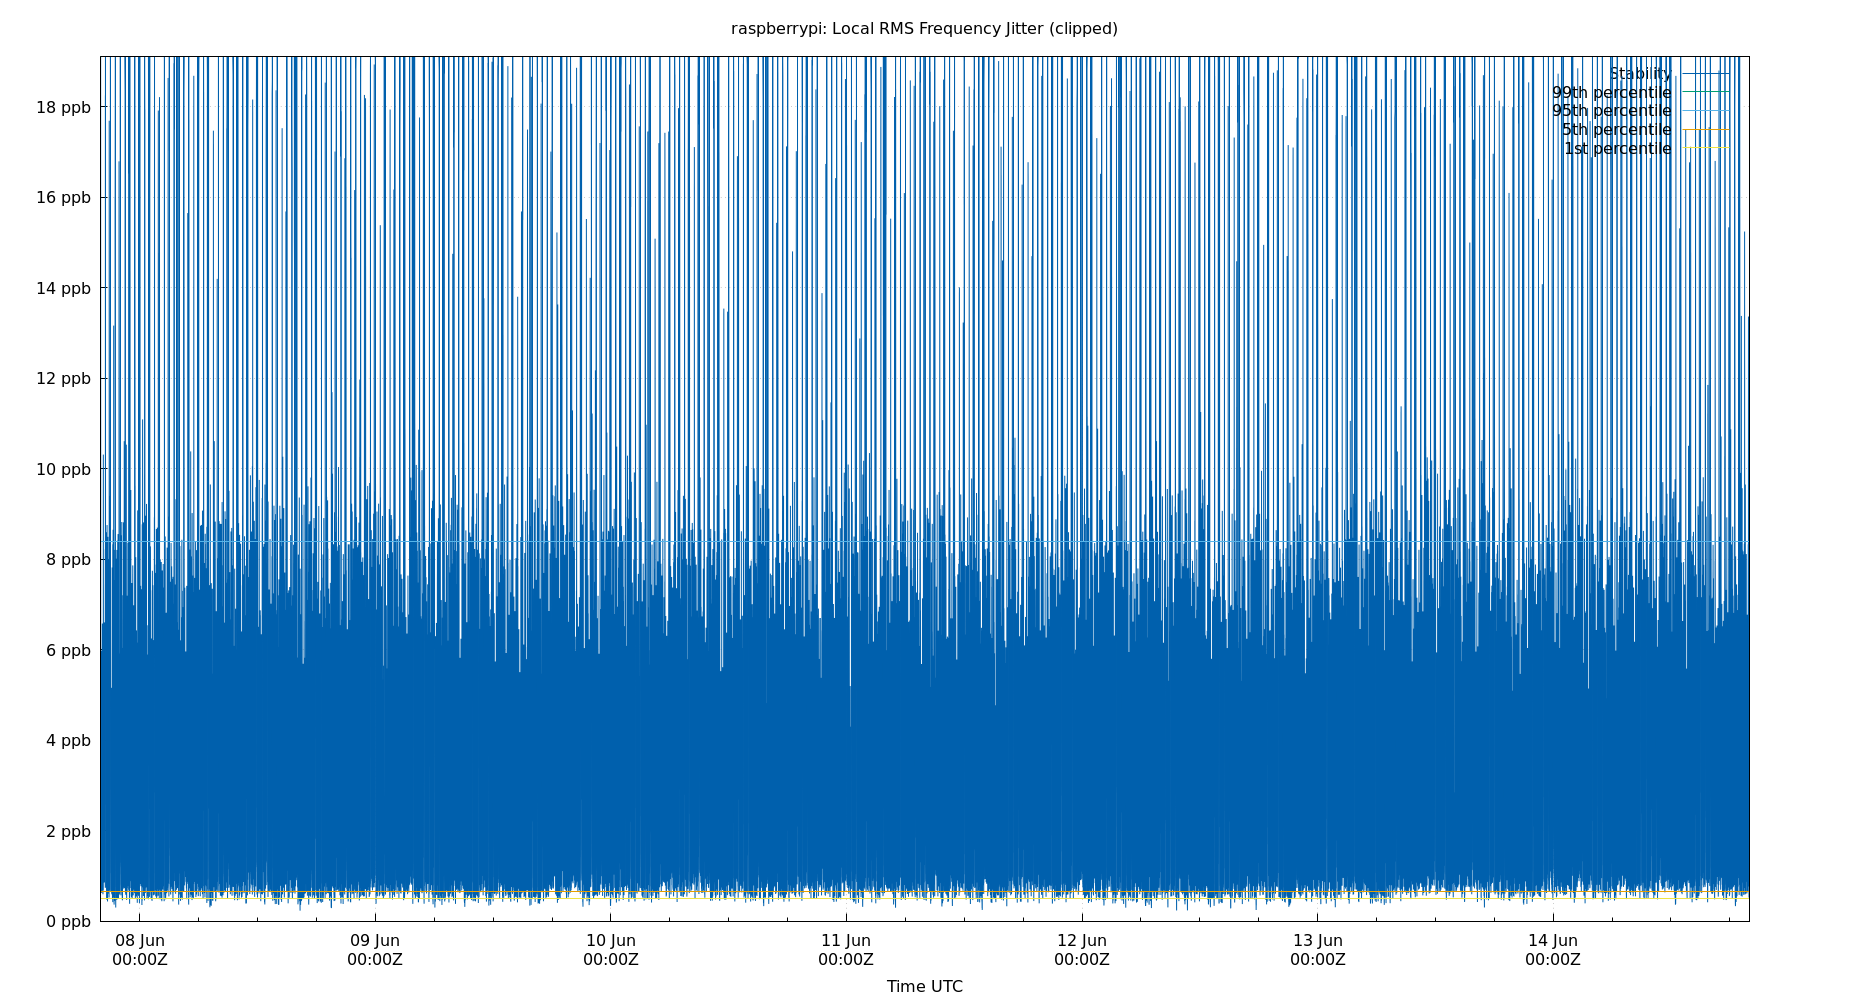 raspberrypi: Local RMS Frequency Jitter (clipped)
Stability
99th percentile
95th percentile
5th percentile
1st percentile
18 ppb
16 ppb
14 ppb
12 ppb
10 ppb
8 ppb
6 ppb
4 ppb
2 ppb
0 ppb
08 Jun 09 Jun 10 Jun 11 Jun 12 Jun 13 Jun 14 Jun
00:00Z 00:00Z 00:00Z 00:00Z 00:00Z 00:00Z 00:00Z
Time UTC